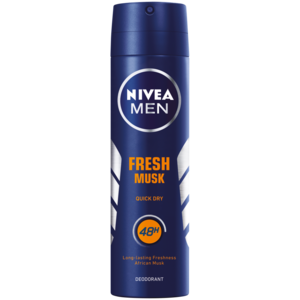 NIVEA
MEN
FRESH
MUSK
QUICK DRY
48H
Long-lasting Freshness
African Musk
DEODORANT